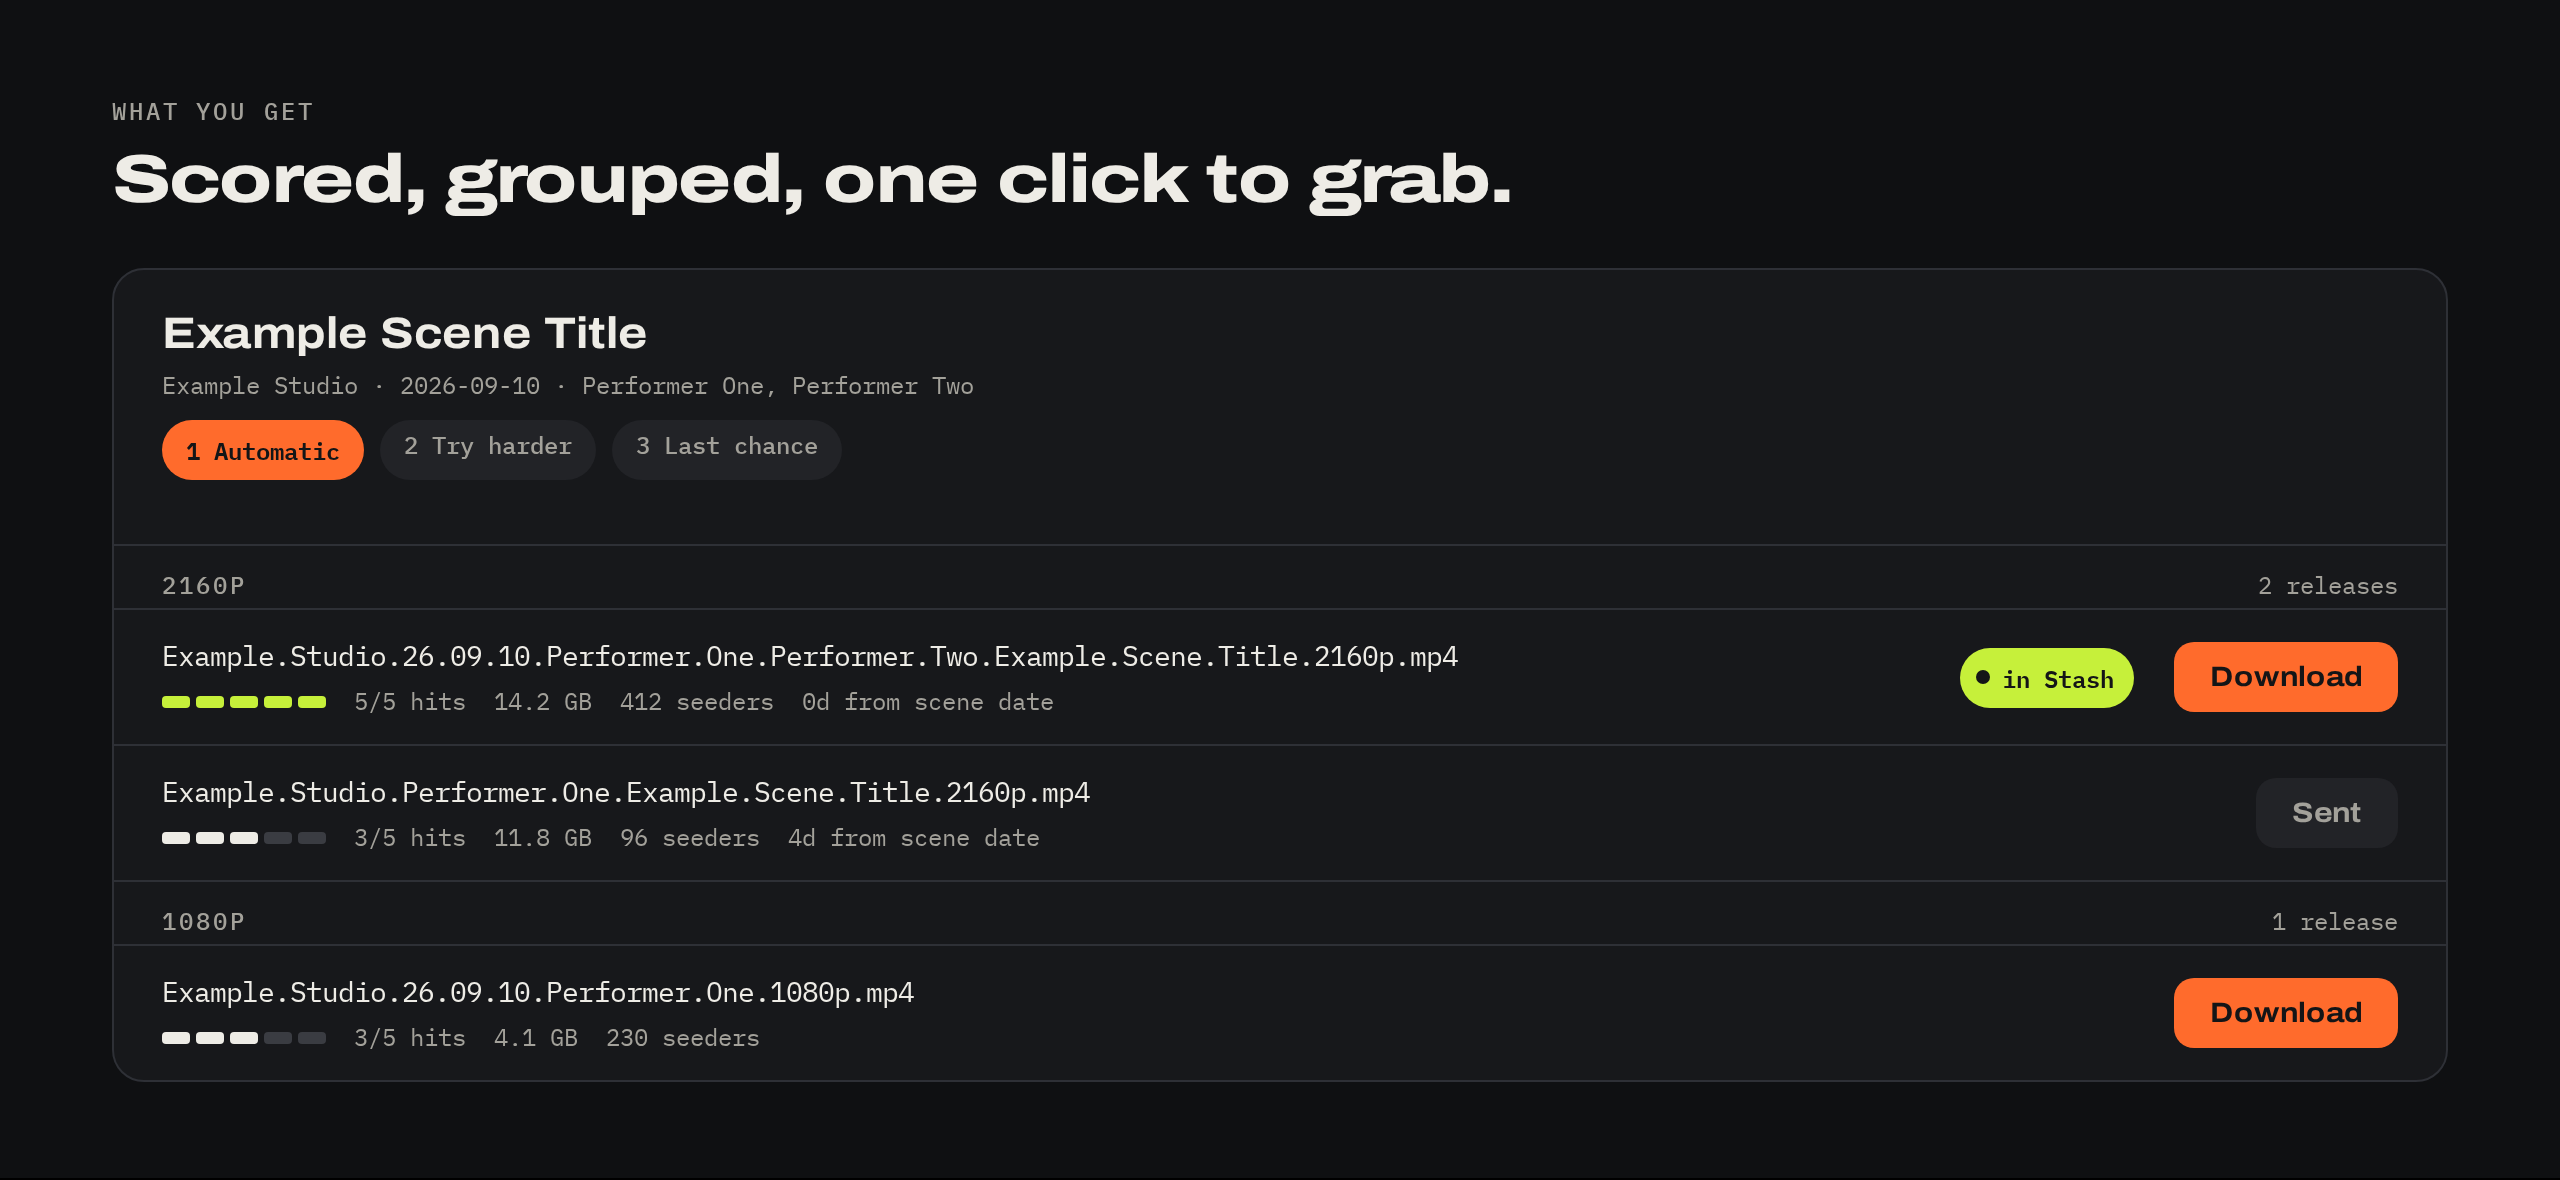 WHAT YOU GET
Scored, grouped, one click to grab.
Example Scene Title
Example Studio · 2026-09-10 · Performer One, Performer Two
1 Automatic 2 Try harder 3 Last chance
2160P 2 releases
Example.Studio.26.09.10.Performer.One.Performer.Two.Example.Scene.Title.2160p.mp4
5/5 hits 14.2 GB 412 seeders 0d from scene date
in Stash Download
Example.Studio.Performer.One.Example.Scene.Title.2160p.mp4
3/5 hits 11.8 GB 96 seeders 4d from scene date
Sent
1080P 1 release
Example.Studio.26.09.10.Performer.One.1080p.mp4
3/5 hits 4.1 GB 230 seeders
Download